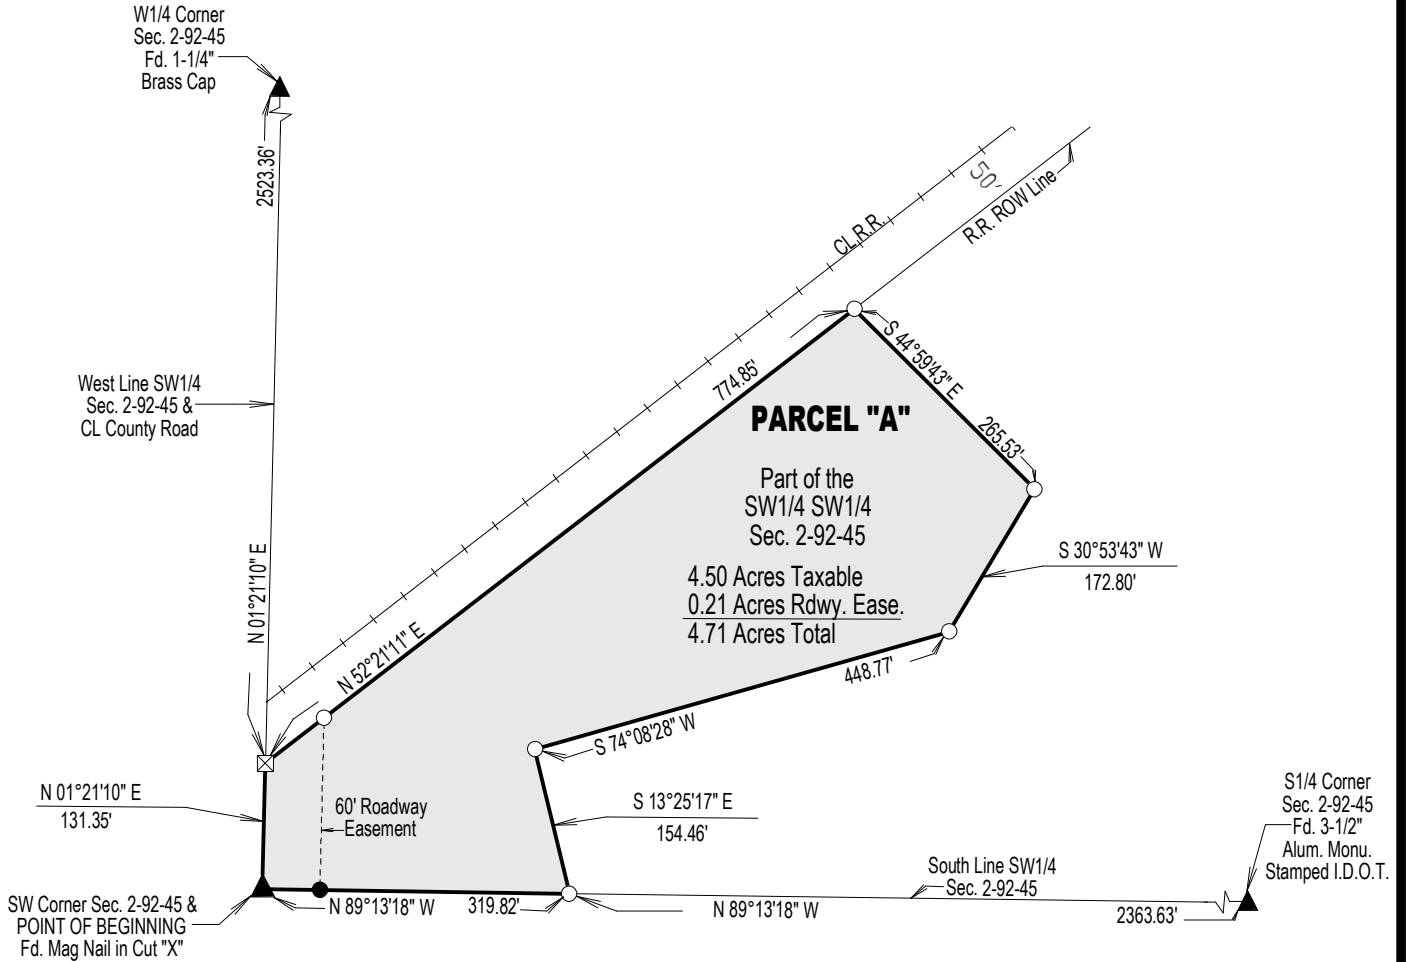 W1/4 Corner
Sec. 2-92-45
Fd. 1-1/4"
Brass Cap
2523.36'
50'
R.R. ROW Line
CL.R.R.
West Line SW1/4
Sec. 2-92-45 &
CL County Road
774.85'
S 44°59'43" E
265.53'
PARCEL "A"
Part of the
SW1/4 SW1/4
Sec. 2-92-45
4.50 Acres Taxable
0.21 Acres Rdwy. Ease.
4.71 Acres Total
S 30°53'43" W
172.80'
N 01°21'10" E
N 52°21'11" E
448.77'
S 74°08'28" W
N 01°21'10" E
131.35'
60' Roadway
Easement
S 13°25'17" E
154.46'
S1/4 Corner
Sec. 2-92-45
Fd. 3-1/2"
Alum. Monu.
Stamped I.D.O.T.
South Line SW1/4
Sec. 2-92-45
SW Corner Sec. 2-92-45 &
POINT OF BEGINNING
Fd. Mag Nail in Cut "X"
N 89°13'18" W
319.82'
N 89°13'18" W
2363.63'